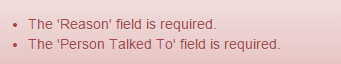 • The 'Reason' field is required.
• The 'Person Talked To' field is required.